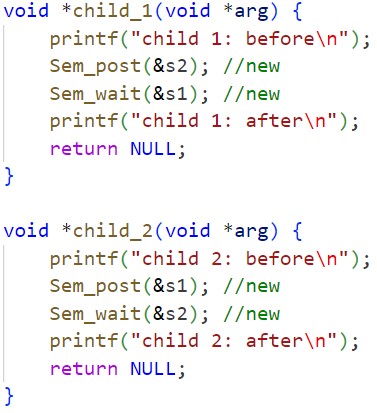 void *child_1(void *arg) {
    printf("child 1: before\n");
    Sem_post(&s2); //new
    Sem_wait(&s1); //new
    printf("child 1: after\n");
    return NULL;
}

void *child_2(void *arg) {
    printf("child 2: before\n");
    Sem_post(&s1); //new
    Sem_wait(&s2); //new
    printf("child 2: after\n");
    return NULL;
}